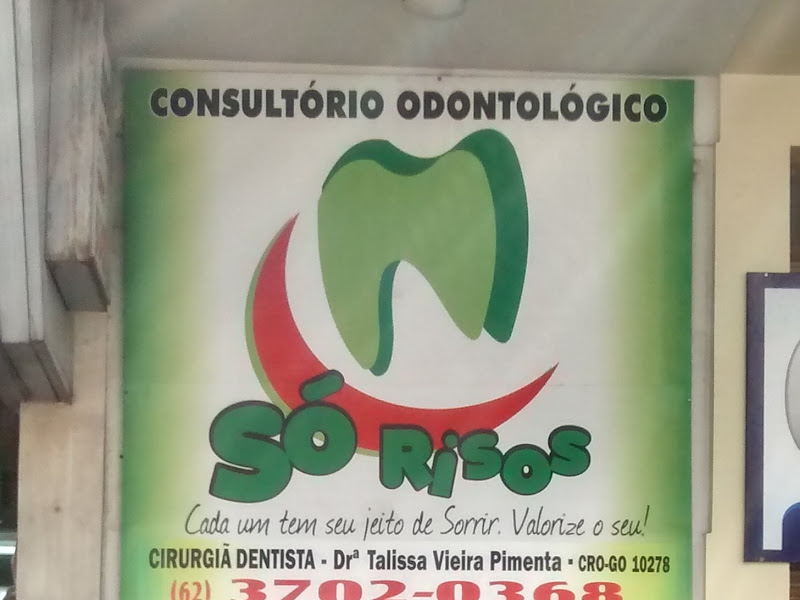 CONSULTÓRIO ODONTOLÓGICO
SÓ RISOS
Cada um tem seu jeito de Sorrir. Valorize o seu!
CIRURGIÃ DENTISTA - Drª Talissa Vieira Pimenta - CRO-GO 10278
(62) 3702-0368